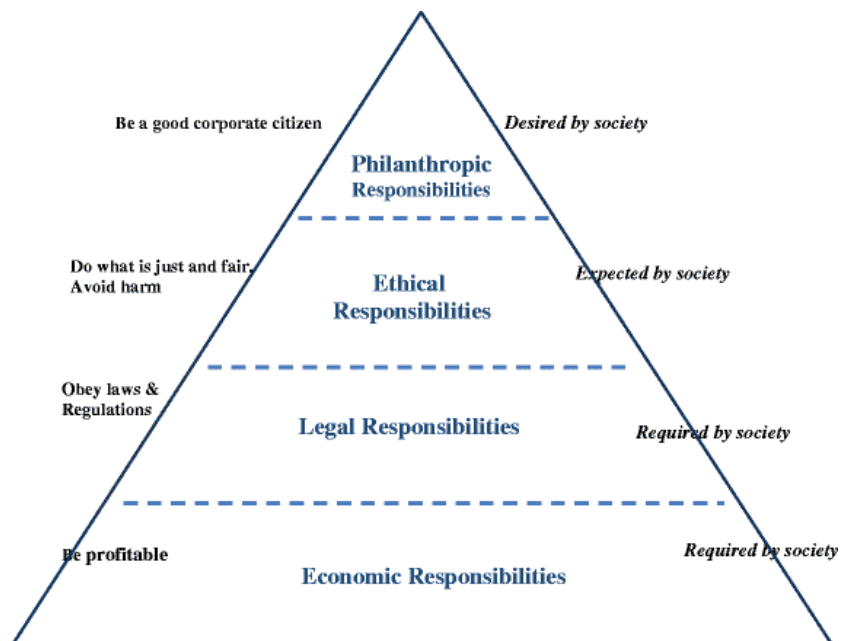 Be a good corporate citizen
Desired by society
Philanthropic
Responsibilities
Do what is just and fair,
Avoid harm
Expected by society
Ethical
Responsibilities
Obey laws &
Regulations
Legal Responsibilities
Required by society
Be profitable
Required by society
Economic Responsibilities